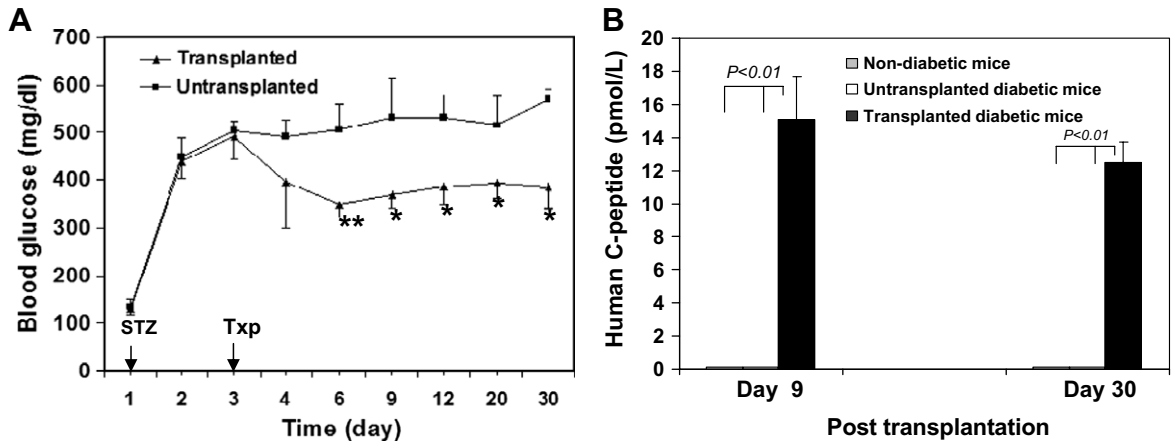 A
700
600
500
400
300
200
100
0
Blood glucose (mg/dl)
Transplanted
Untransplanted
STZ
Txp
** * * * *
1 2 3 4 6 9 12 20 30
Time (day)
B
20
18
16
14
12
10
8
6
4
2
0
Human C-peptide (pmol/L)
P<0.01
Non-diabetic mice
Untransplanted diabetic mice
Transplanted diabetic mice
P<0.01
Day 9 Day 30
Post transplantation